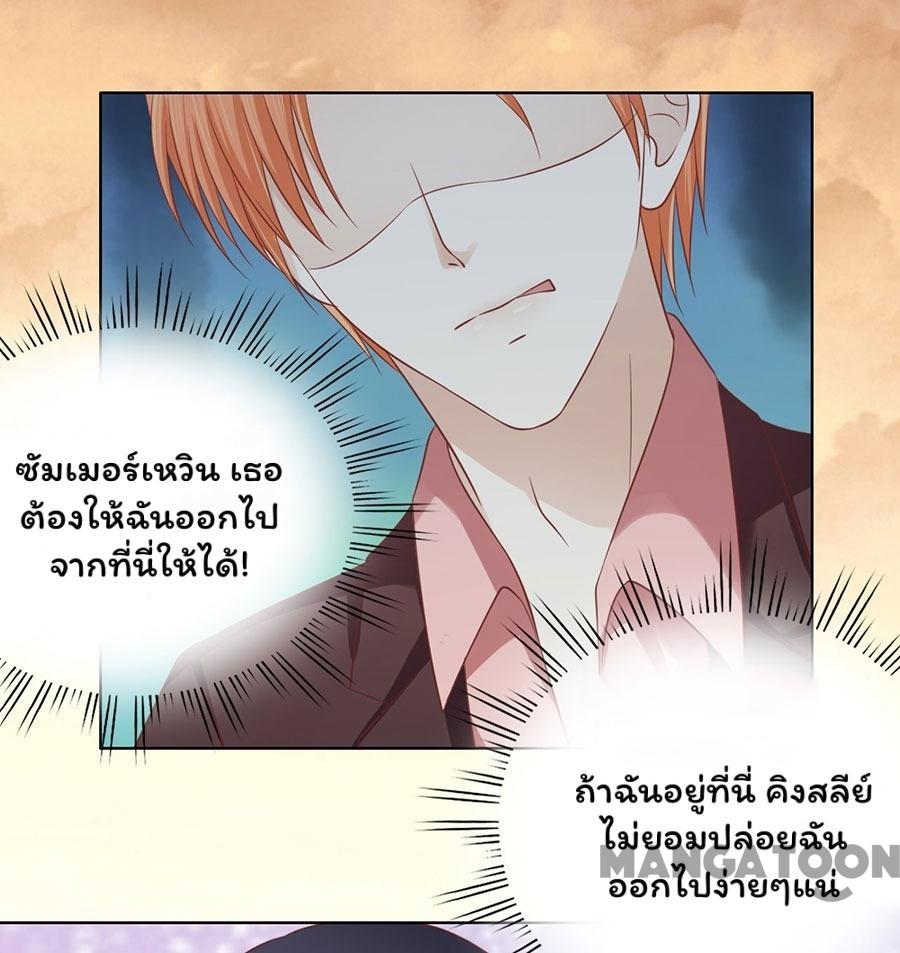 ซัมเมอร์เหวิน เธอ
ต้องให้ฉันออกไป
จากที่นี่ให้ได้!
ถ้าฉันอยู่ที่นี่ คิงสลีย์
ไม่ยอมปล่อยฉัน
ออกไปง่ายๆแน่
MANGATOON